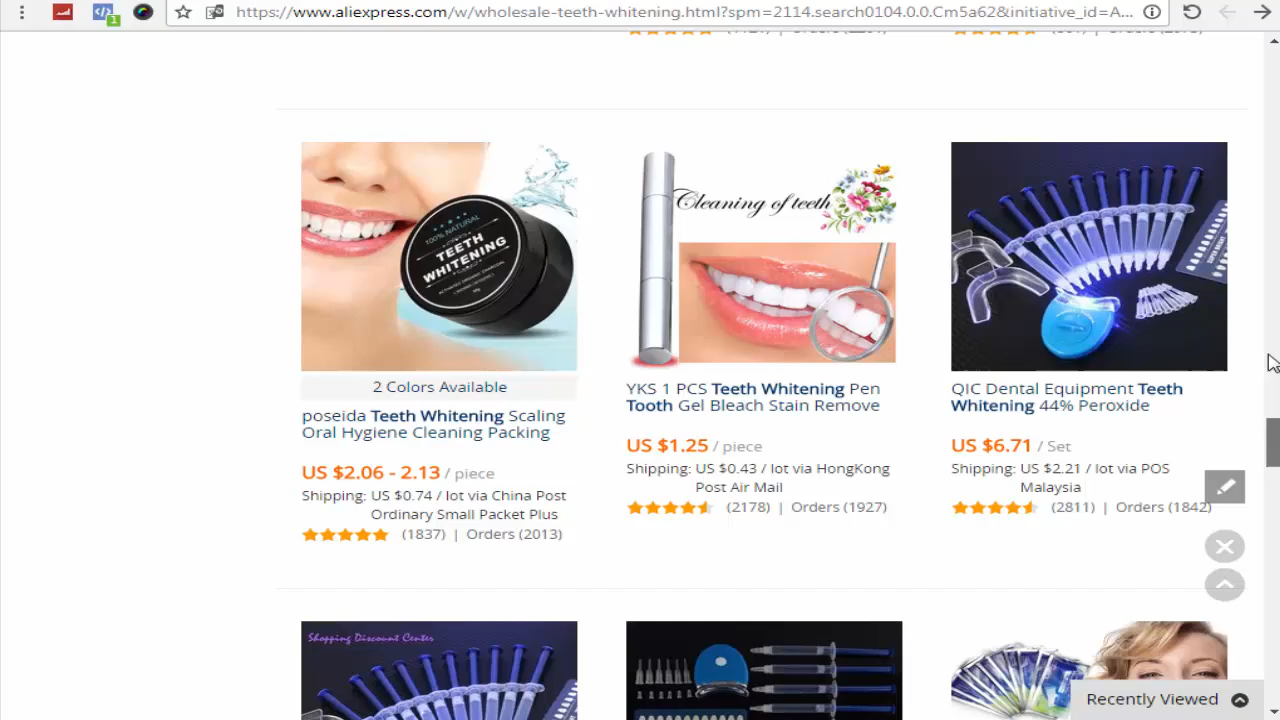 https://www.aliexpress.com/w/wholesale-teeth-whitening.html?spm=2114.search0104.0.0.Cm5a62&initiative_id=A...
1
100% NATURAL
TEETH
WHITENING
Cleaning of teeth
2 Colors Available
poseida Teeth Whitening Scaling
Oral Hygiene Cleaning Packing
US $2.06 - 2.13 / piece
Shipping: US $0.74 / lot via China Post
Ordinary Small Packet Plus
(1837) | Orders (2013)
YKS 1 PCS Teeth Whitening Pen
Tooth Gel Bleach Stain Remove
US $1.25 / piece
Shipping: US $0.43 / lot via HongKong
Post Air Mail
(2178) | Orders (1927)
QIC Dental Equipment Teeth
Whitening 44% Peroxide
US $6.71 / Set
Shipping: US $2.21 / lot via POS
Malaysia
(2811) | Orders (1842)
Shopping Discount Center
Recently Viewed